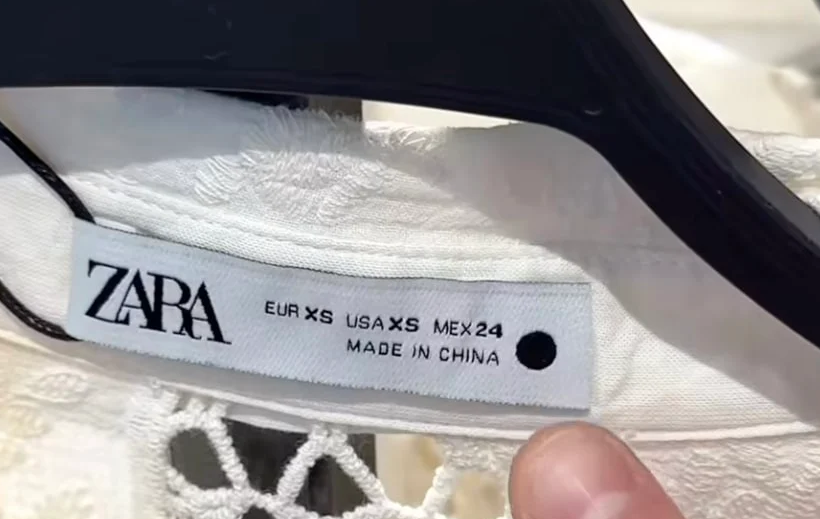 ZARA
EUR XS USA XS MEX 24
MADE IN CHINA